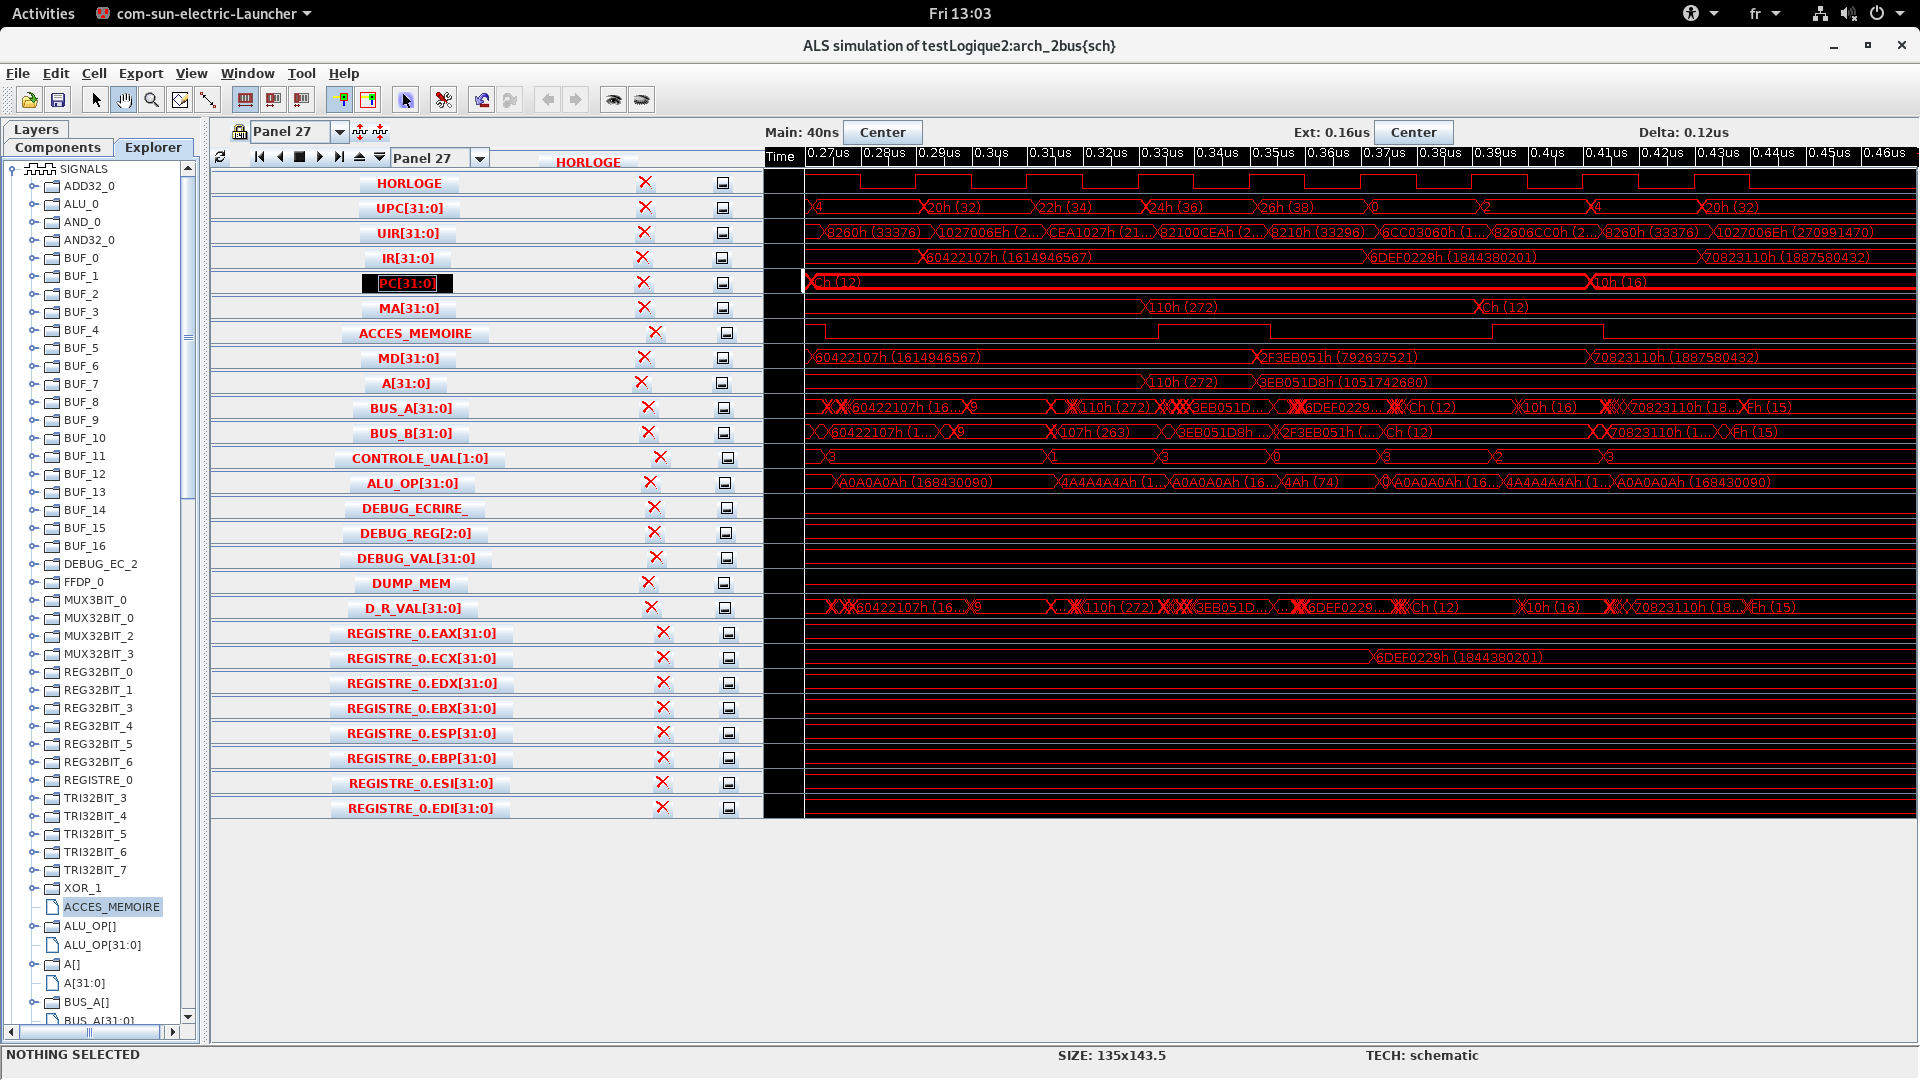 Activities com-sun-electric-Launcher Fri 13:03 fr
ALS simulation of testLogique2:arch_2bus{sch}
File Edit Cell Export View Window Tool Help
Layers
Components Explorer
SIGNALS
ADD32_0
ALU_0
AND_0
AND32_0
BUF_0
BUF_1
BUF_2
BUF_3
BUF_4
BUF_5
BUF_6
BUF_7
BUF_8
BUF_9
BUF_10
BUF_11
BUF_12
BUF_13
BUF_14
BUF_15
BUF_16
DEBUG_EC_2
FFDP_0
MUX3BIT_0
MUX32BIT_0
MUX32BIT_2
MUX32BIT_3
REG32BIT_0
REG32BIT_1
REG32BIT_3
REG32BIT_4
REG32BIT_5
REG32BIT_6
REGISTRE_0
TRI32BIT_3
TRI32BIT_4
TRI32BIT_5
TRI32BIT_6
TRI32BIT_7
XOR_1
ACCES_MEMOIRE
ALU_OP[]
ALU_OP[31:0]
A[]
A[31:0]
BUS_A[]
BUS_A[31:0]
Panel 27 Main: 40ns Center Ext: 0.16us Center Delta: 0.12us
Panel 27 HORLOGE
Time 0.27us 0.28us 0.29us 0.3us 0.31us 0.32us 0.33us 0.34us 0.35us 0.36us 0.37us 0.38us 0.39us 0.4us 0.41us 0.42us 0.43us 0.44us 0.45us 0.46us
HORLOGE
UPC[31:0] 4 20h (32) 22h (34) 24h (36) 26h (38) 0 2 4 20h (32)
UIR[31:0] 8260h (33376) 1027006Eh (2... CEA1027h (21... 82100CEAh (2... 8210h (33296) 6CC03060h (1... 82606CC0h (2... 8260h (33376) 1027006Eh (270991470)
IR[31:0] 60422107h (1614946567) 6DEF0229h (1844380201) 70823110h (1887580432)
PC[31:0] Ch (12) 10h (16)
MA[31:0] 110h (272) Ch (12)
ACCES_MEMOIRE
MD[31:0] 60422107h (1614946567) 2F3EB051h (792637521) 70823110h (1887580432)
A[31:0] 110h (272) 3EB051D8h (1051742680)
BUS_A[31:0] 60422107h (16... 9 110h (272) 3EB051D... 6DEF0229... Ch (12) 10h (16) 70823110h (18... Fh (15)
BUS_B[31:0] 60422107h (1... 9 107h (263) 3EB051D8h ... 2F3EB051h (... Ch (12) 70823110h (1... Fh (15)
CONTROLE_UAL[1:0] 3 1 3 0 3 2 3
ALU_OP[31:0] A0A0A0Ah (168430090) 4A4A4A4Ah (1... A0A0A0Ah (16... 4Ah (74) 0 A0A0A0Ah (16... 4A4A4A4Ah (1... A0A0A0Ah (168430090)
DEBUG_ECRIRE_
DEBUG_REG[2:0]
DEBUG_VAL[31:0]
DUMP_MEM
D_R_VAL[31:0] 60422107h (16... 9 ... 110h (272) 3EB051D... ... 6DEF0229... Ch (12) 10h (16) 70823110h (18... Fh (15)
REGISTRE_0.EAX[31:0]
REGISTRE_0.ECX[31:0] 6DEF0229h (1844380201)
REGISTRE_0.EDX[31:0]
REGISTRE_0.EBX[31:0]
REGISTRE_0.ESP[31:0]
REGISTRE_0.EBP[31:0]
REGISTRE_0.ESI[31:0]
REGISTRE_0.EDI[31:0]
NOTHING SELECTED SIZE: 135x143.5 TECH: schematic